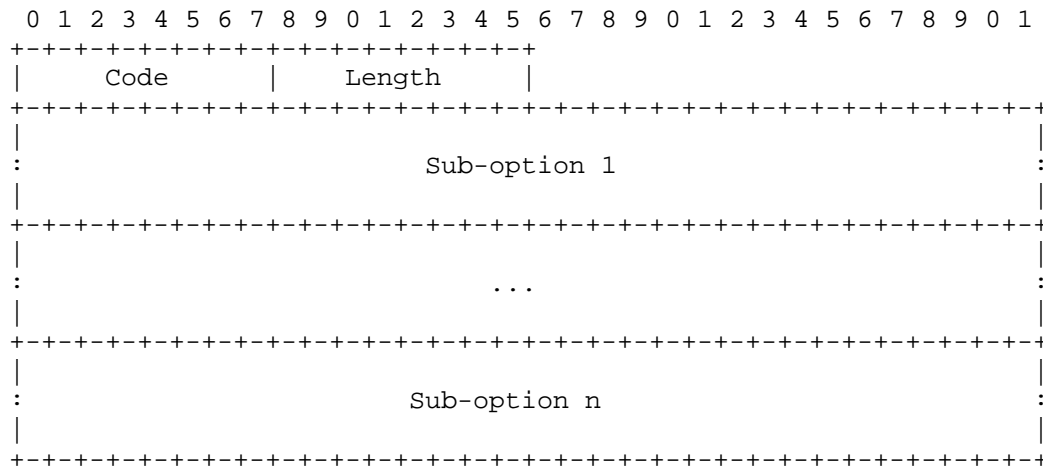 0 1 2 3 4 5 6 7 8 9 0 1 2 3 4 5 6 7 8 9 0 1 2 3 4 5 6 7 8 9 0 1
+-+-+-+-+-+-+-+-+-+-+-+-+-+-+-+-+
|     Code      |    Length     |
+-+-+-+-+-+-+-+-+-+-+-+-+-+-+-+-+-+-+-+-+-+-+-+-+-+-+-+-+-+-+-+-+
|                                                               |
:                         Sub-option 1                          :
|                                                               |
+-+-+-+-+-+-+-+-+-+-+-+-+-+-+-+-+-+-+-+-+-+-+-+-+-+-+-+-+-+-+-+-+
|                                                               |
:                             ...                               :
|                                                               |
+-+-+-+-+-+-+-+-+-+-+-+-+-+-+-+-+-+-+-+-+-+-+-+-+-+-+-+-+-+-+-+-+
|                                                               |
:                        Sub-option n                           :
|                                                               |
+-+-+-+-+-+-+-+-+-+-+-+-+-+-+-+-+-+-+-+-+-+-+-+-+-+-+-+-+-+-+-+-+